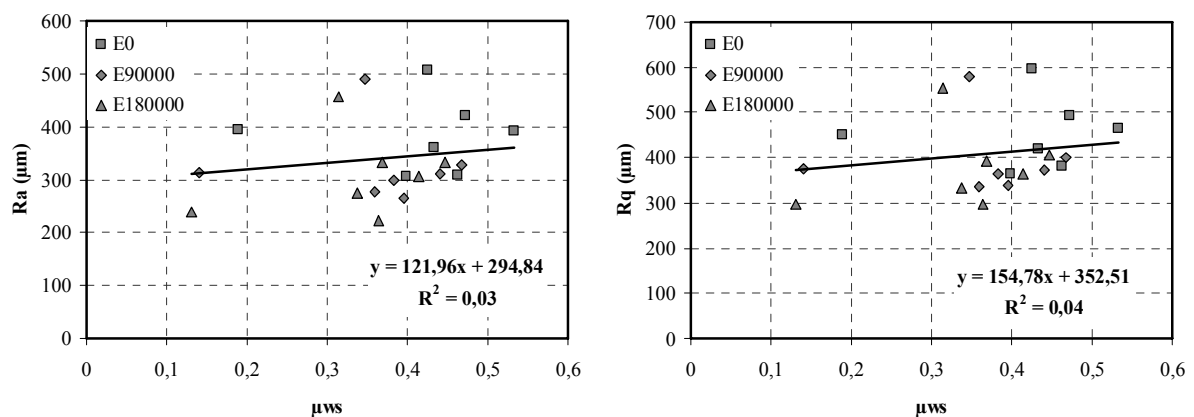 600
500
400
300
200
100
0
Ra (µm)
E0
E90000
E180000
y = 121,96x + 294,84
R² = 0,03
0 0,1 0,2 0,3 0,4 0,5 0,6
µws
700
600
500
400
300
200
100
0
Rq (µm)
E0
E90000
E180000
y = 154,78x + 352,51
R² = 0,04
0 0,1 0,2 0,3 0,4 0,5 0,6
µws